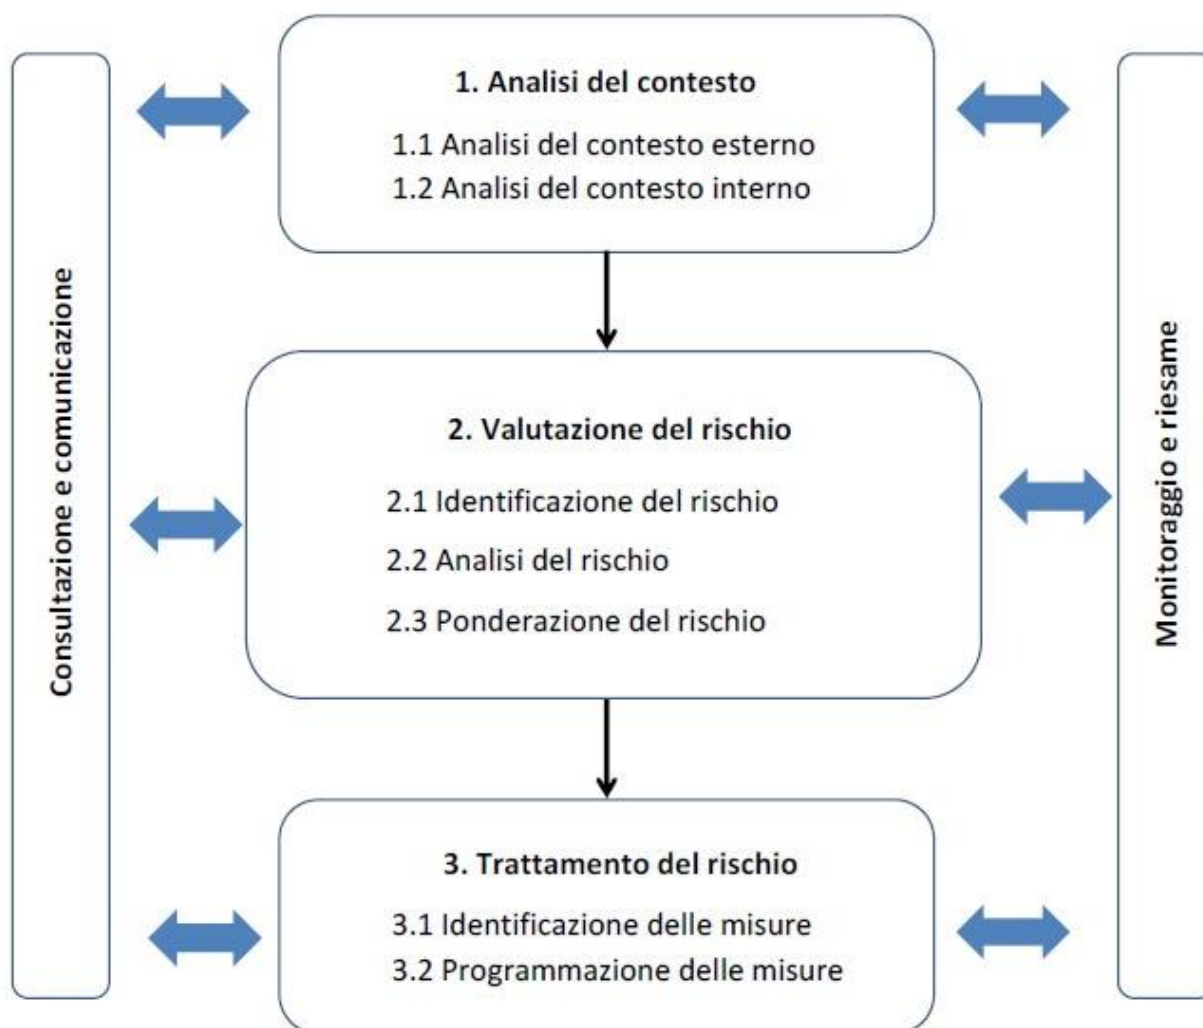 Consultazione e comunicazione
1. Analisi del contesto
1.1 Analisi del contesto esterno
1.2 Analisi del contesto interno
2. Valutazione del rischio
2.1 Identificazione del rischio
2.2 Analisi del rischio
2.3 Ponderazione del rischio
3. Trattamento del rischio
3.1 Identificazione delle misure
3.2 Programmazione delle misure
Monitoraggio e riesame